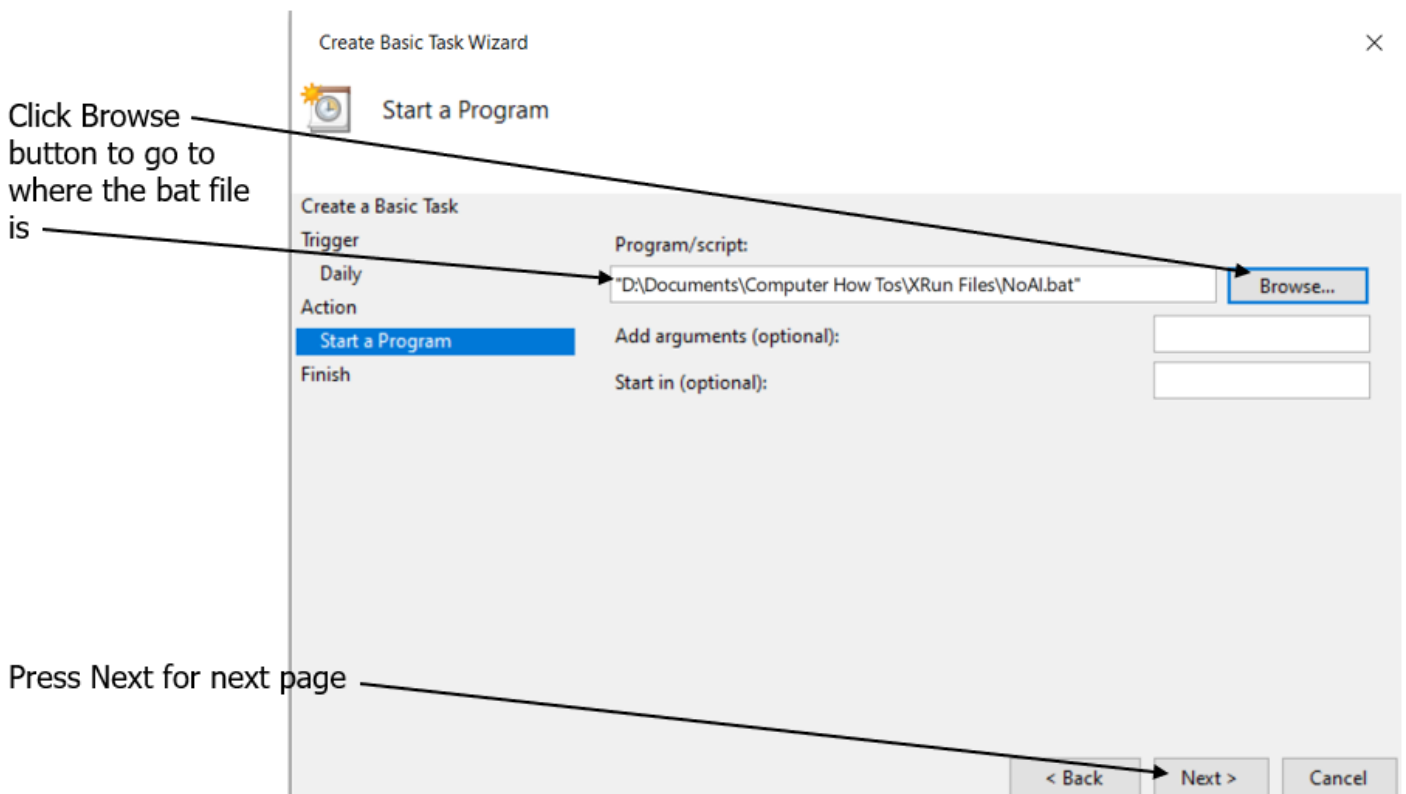 Create Basic Task Wizard
Start a Program
Click Browse
button to go to
where the bat file
is
Create a Basic Task
Trigger
Daily
Action
Start a Program
Finish
Program/script:
"D:\Documents\Computer How Tos\XRun Files\NoAI.bat"
Browse...
Add arguments (optional):
Start in (optional):
Press Next for next page
< Back
Next >
Cancel